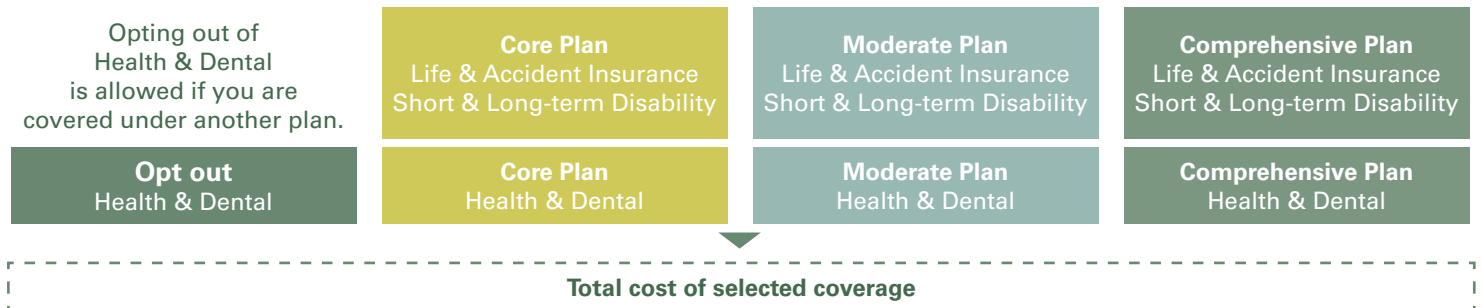 Opting out of
Health & Dental
is allowed if you are
covered under another plan.
Core Plan
Life & Accident Insurance
Short & Long-term Disability
Moderate Plan
Life & Accident Insurance
Short & Long-term Disability
Comprehensive Plan
Life & Accident Insurance
Short & Long-term Disability
Opt out
Health & Dental
Core Plan
Health & Dental
Moderate Plan
Health & Dental
Comprehensive Plan
Health & Dental
Total cost of selected coverage